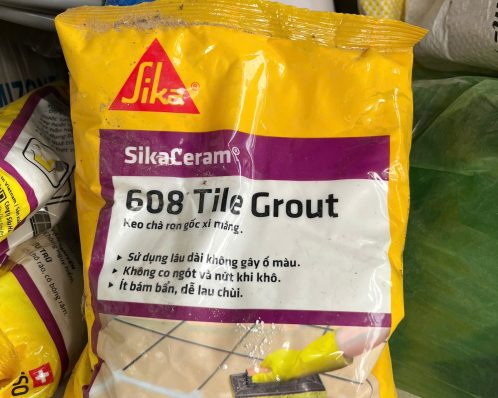 Sika®
SikaCeram®
608 Tile Grout
Keo chà ron gốc xi măng.
Sử dụng lâu dài không gây ố màu.
Không co ngót và nứt khi khô.
Ít bám bẩn, dễ lau chùi.